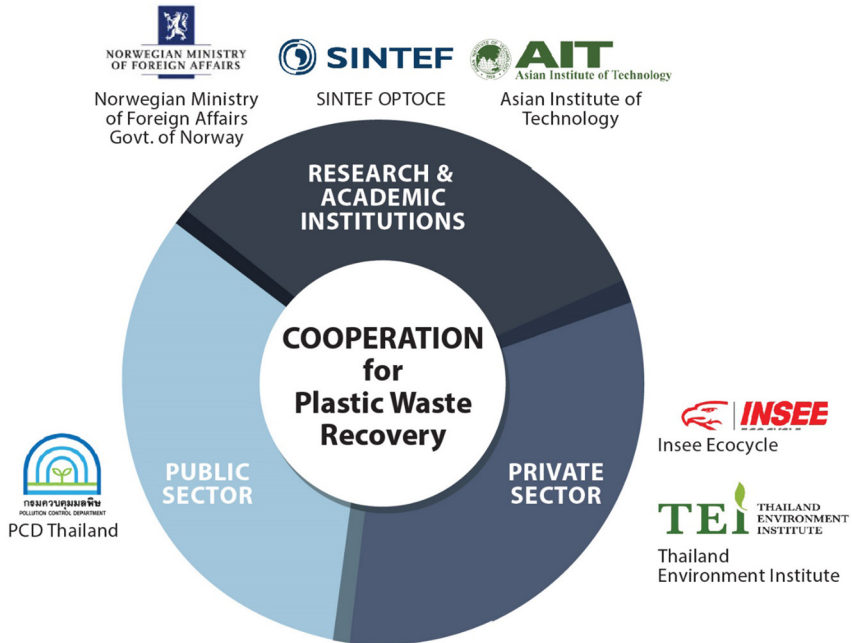 NORWEGIAN MINISTRY
OF FOREIGN AFFAIRS
Norwegian Ministry
of Foreign Affairs
Govt. of Norway
SINTEF
SINTEF OPTOCE
AIT
Asian Institute of Technology
Asian Institute of
Technology
RESEARCH &
ACADEMIC
INSTITUTIONS
COOPERATION
for
Plastic Waste
Recovery
PUBLIC
SECTOR
PRIVATE
SECTOR
กรมควบคุมมลพิษ
POLLUTION CONTROL DEPARTMENT
PCD Thailand
INSEE
Insee Ecocycle
TEI
THAILAND
ENVIRONMENT
INSTITUTE
Thailand
Environment Institute